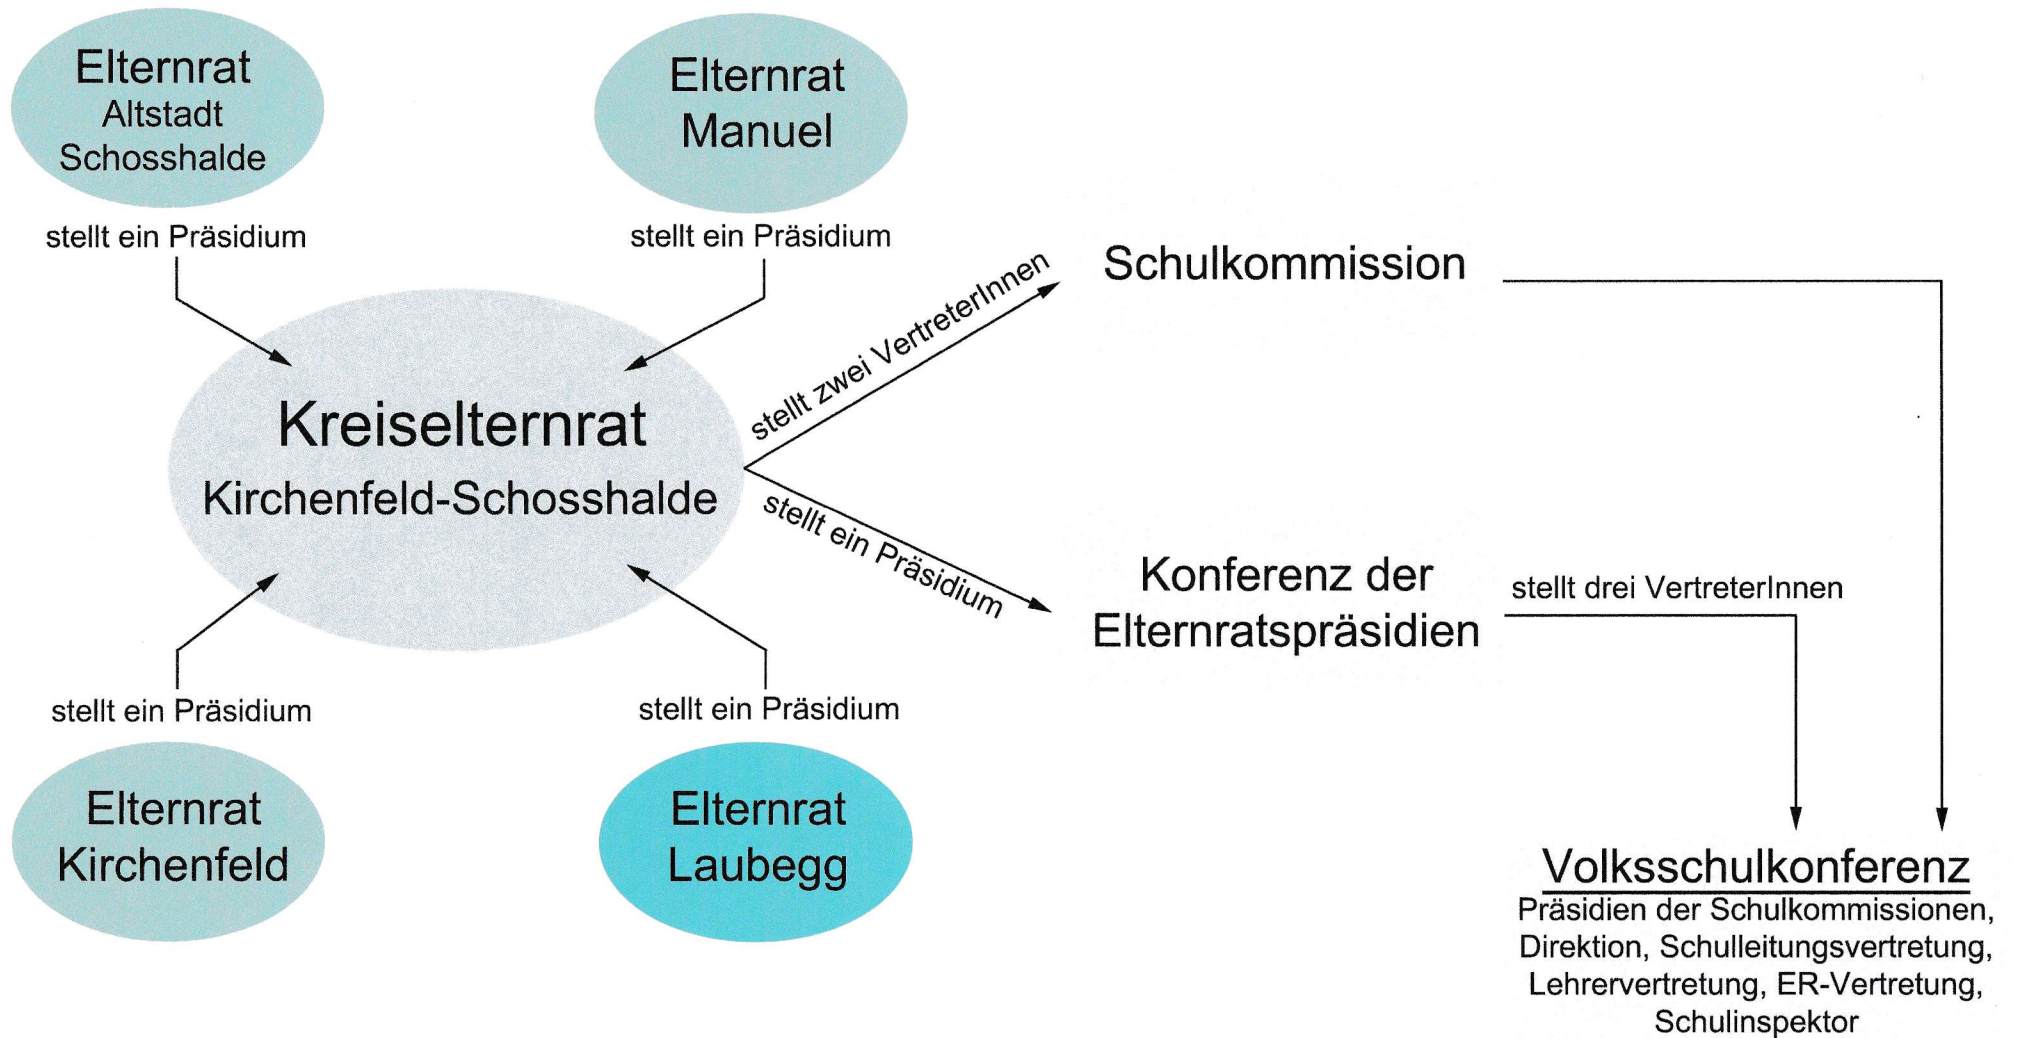 Elternrat
Altstadt
Schosshalde
stellt ein Präsidium
Elternrat
Manuel
stellt ein Präsidium
Kreiselternrat
Kirchenfeld-Schosshalde
stellt zwei VertreterInnen
stellt ein Präsidium
Schulkommission
Konferenz der
Elternratspräsidien
stellt drei VertreterInnen
stellt ein Präsidium
Elternrat
Kirchenfeld
stellt ein Präsidium
Elternrat
Laubegg
Volksschulkonferenz
Präsidien der Schulkommissionen,
Direktion, Schulleitungsvertretung,
Lehrervertretung, ER-Vertretung,
Schulinspektor